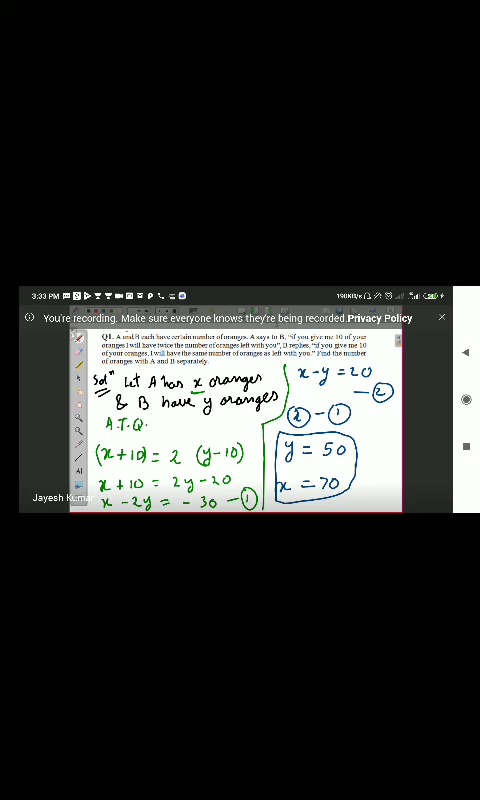 3:33 PM
190KB/s
You're recording. Make sure everyone knows they're being recorded.Privacy Policy
Q1. A and B each have certain number of oranges. A says to B, "if you give me 10 of your
oranges I will have twice the number of oranges left with you", B replies, "if you give me 10
of your oranges, I will have the same number of oranges as left with you." Find the number
of oranges with A and B separately.
Solⁿ Let A has x oranges
& B have y oranges
A.T.Q.
(x+10) = 2 (y-10)
x+10 = 2y-20
x -2y = - 30 - ①
x-y = 20
- ②
② - ①
y = 50
x = 70
Jayesh Kumar